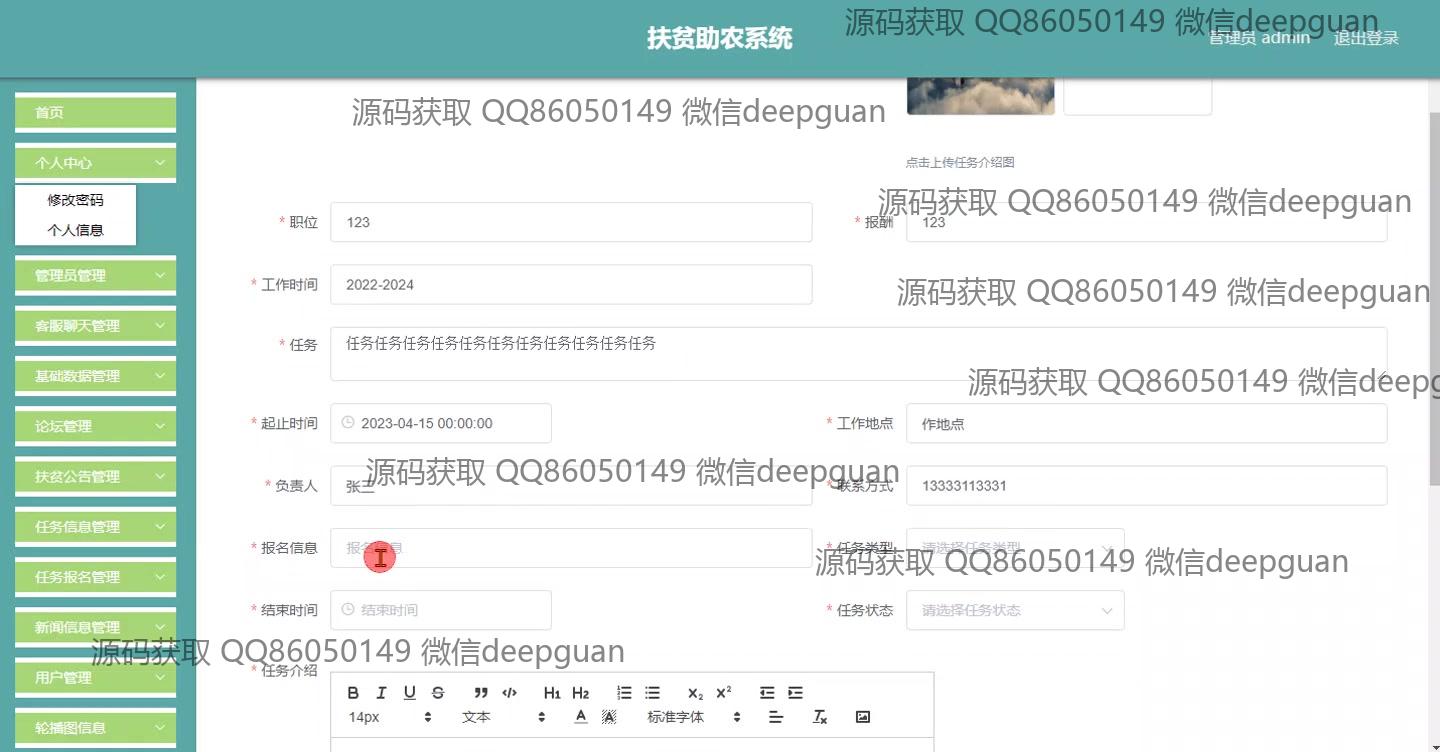 扶贫助农系统
源码获取 QQ86050149 微信deepguan
管理员 admin 退出登录
首页
源码获取 QQ86050149 微信deepguan
个人中心
点击上传任务介绍图
修改密码
源码获取 QQ86050149 微信deepguan
* 职位 123 * 报酬 123
个人信息
管理员管理
* 工作时间 2022-2024
源码获取 QQ86050149 微信deepguan
客服聊天管理
* 任务 任务任务任务任务任务任务任务任务任务任务任务
基础数据管理
源码获取 QQ86050149 微信deepg
论坛管理
* 起止时间 2023-04-15 00:00:00 * 工作地点 作地点
扶贫公告管理
源码获取 QQ86050149 微信deepguan
* 负责人 张三 * 联系方式 13333113331
任务信息管理
* 报名信息 报名信息 * 任务类型 请选择任务类型
源码获取 QQ86050149 微信deepguan
任务报名管理
* 结束时间 结束时间 * 任务状态 请选择任务状态
新闻信息管理
源码获取 QQ86050149 微信deepguan
* 任务介绍
用户管理
B I U S H1 H2 X2 X2
14px 文本 A A 标准字体 Tx
轮播图信息